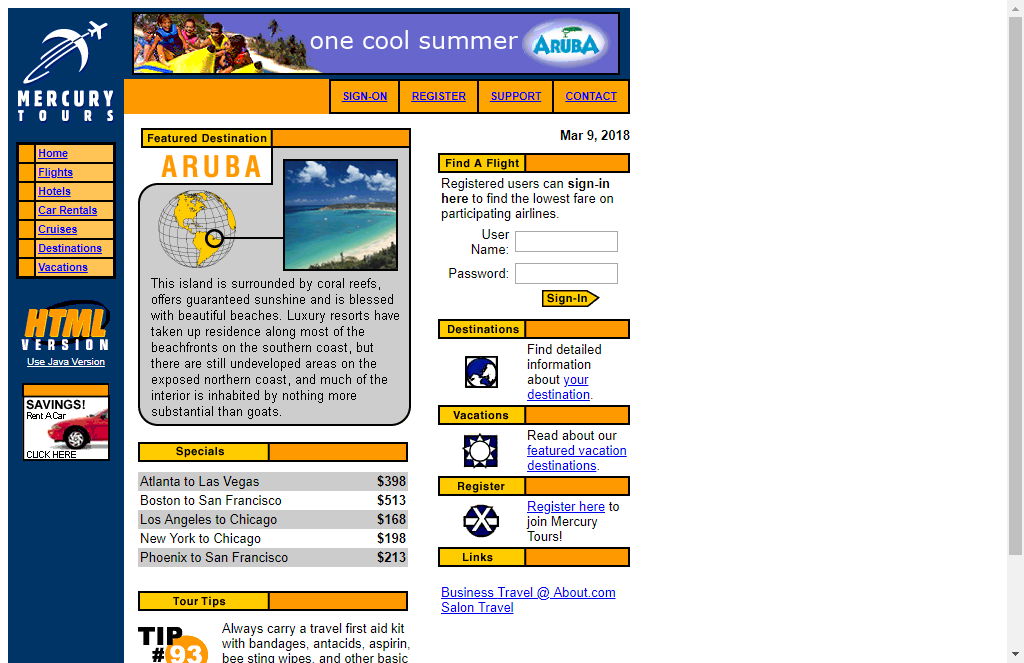 one cool summer
ARUBA
MERCURY
TOURS
SIGN-ON
REGISTER
SUPPORT
CONTACT
Mar 9, 2018
Home
Flights
Hotels
Car Rentals
Cruises
Destinations
Vacations
HTML
VERSION
Use Java Version
SAVINGS!
Rent A Car
CLICK HERE
Featured Destination
ARUBA
This island is surrounded by coral reefs,
offers guaranteed sunshine and is blessed
with beautiful beaches. Luxury resorts have
taken up residence along most of the
beachfronts on the southern coast, but
there are still undeveloped areas on the
exposed northern coast, and much of the
interior is inhabited by nothing more
substantial than goats.
Specials
Atlanta to Las Vegas $398
Boston to San Francisco $513
Los Angeles to Chicago $168
New York to Chicago $198
Phoenix to San Francisco $213
Tour Tips
TIP
#93
Always carry a travel first aid kit
with bandages, antacids, aspirin,
bee sting wipes, and other basic
Find A Flight
Registered users can sign-in
here to find the lowest fare on
participating airlines.
User
Name:
Password:
Sign-In
Destinations
Find detailed
information
about your
destination.
Vacations
Read about our
featured vacation
destinations.
Register
Register here to
join Mercury
Tours!
Links
Business Travel @ About.com
Salon Travel